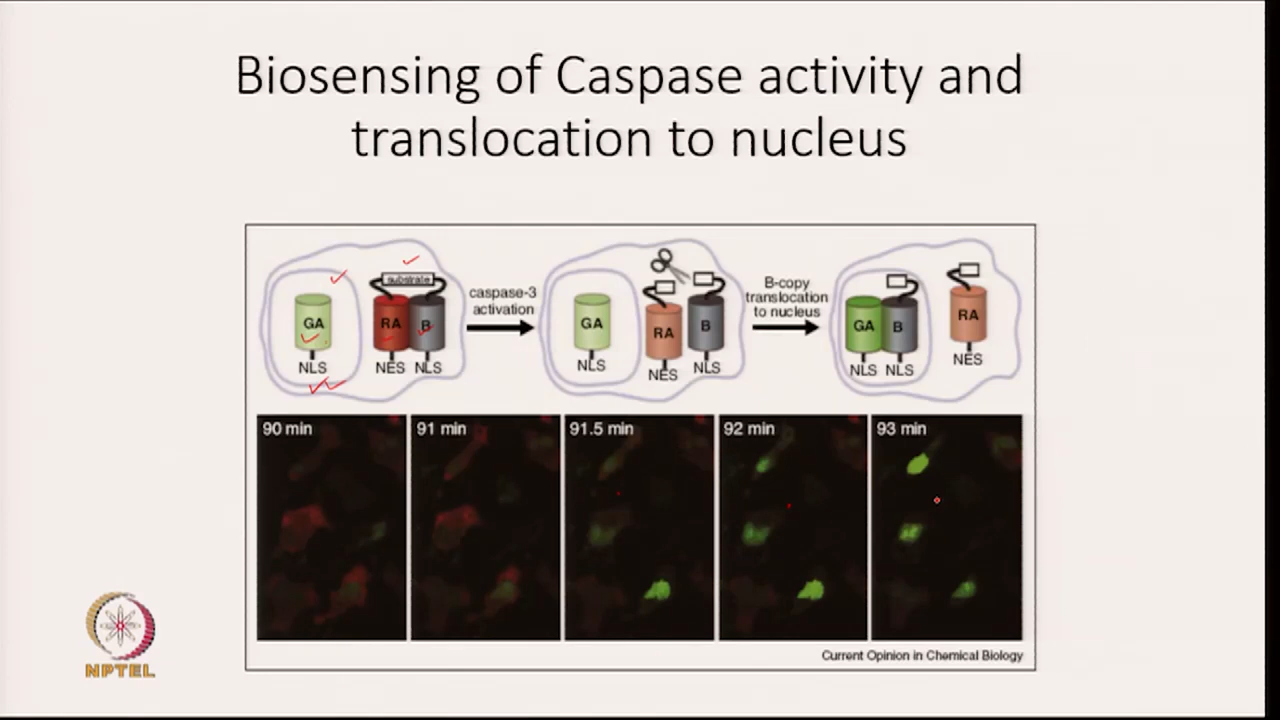 Biosensing of Caspase activity and
translocation to nucleus
GA
NLS
substrate
RA
B
NES
NLS
caspase-3
activation
GA
NLS
RA
B
NES
NLS
B-copy
translocation
to nucleus
GA
B
NLS
NLS
RA
NES
90 min
91 min
91.5 min
92 min
93 min
Current Opinion in Chemical Biology
NPTEL